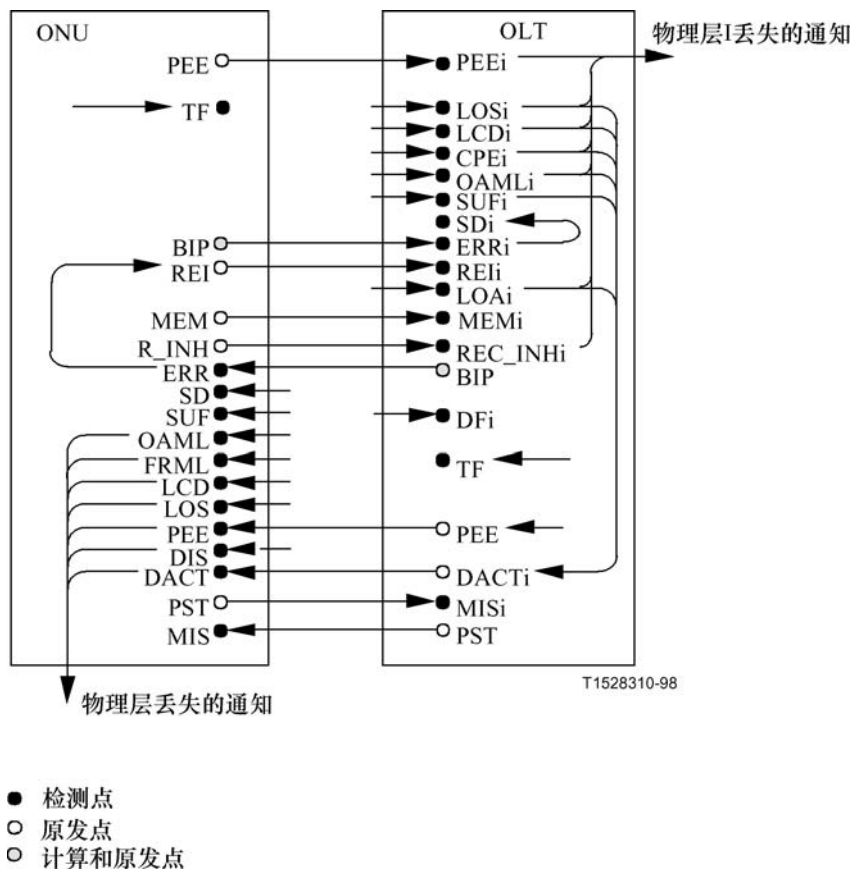 ONU
OLT
物理层I丢失的通知
PEE
PEEi
TF
LOSi
LCDi
CPEi
OAMLi
SUFi
SDi
BIP
ERRi
REI
REIi
LOAi
MEM
MEMi
R_INH
REC_INHi
ERR
BIP
SD
SUF
DFi
OAML
FRML
TF
LCD
LOS
PEE
PEE
DIS
DACT
DACTi
PST
MISi
MIS
PST
T1528310-98
物理层丢失的通知
检测点
原发点
计算和原发点